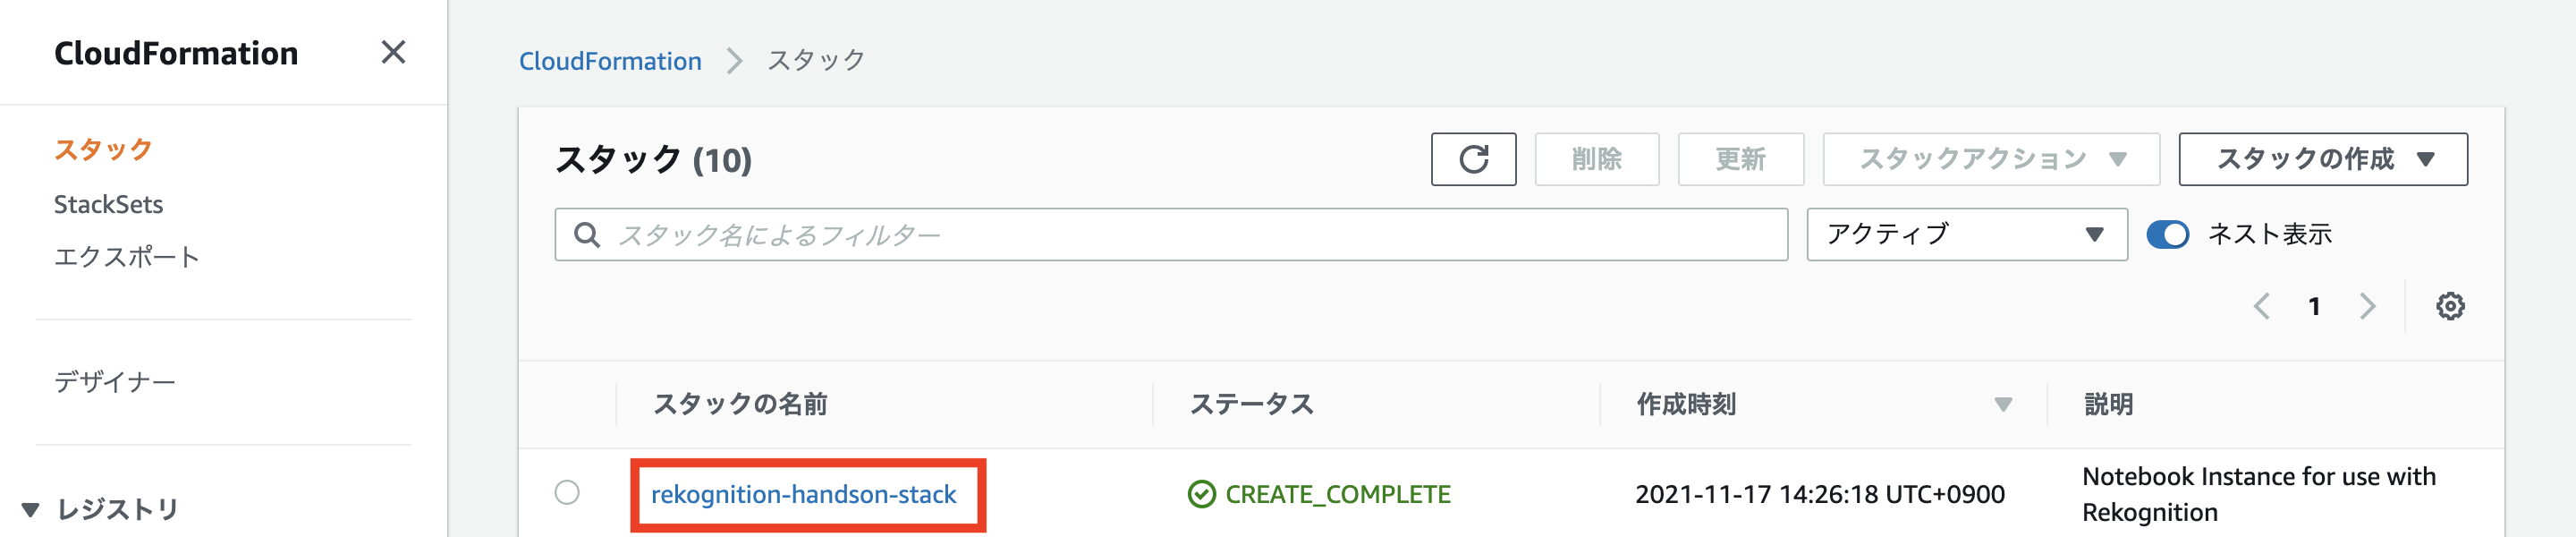 CloudFormation
スタック
StackSets
エクスポート
デザイナー
レジストリ
CloudFormation スタック
スタック (10)
削除
更新
スタックアクション
スタックの作成
スタック名によるフィルター
アクティブ
ネスト表示
1
スタックの名前 ステータス 作成時刻 説明
rekognition-handson-stack CREATE_COMPLETE 2021-11-17 14:26:18 UTC+0900 Notebook Instance for use with
Rekognition